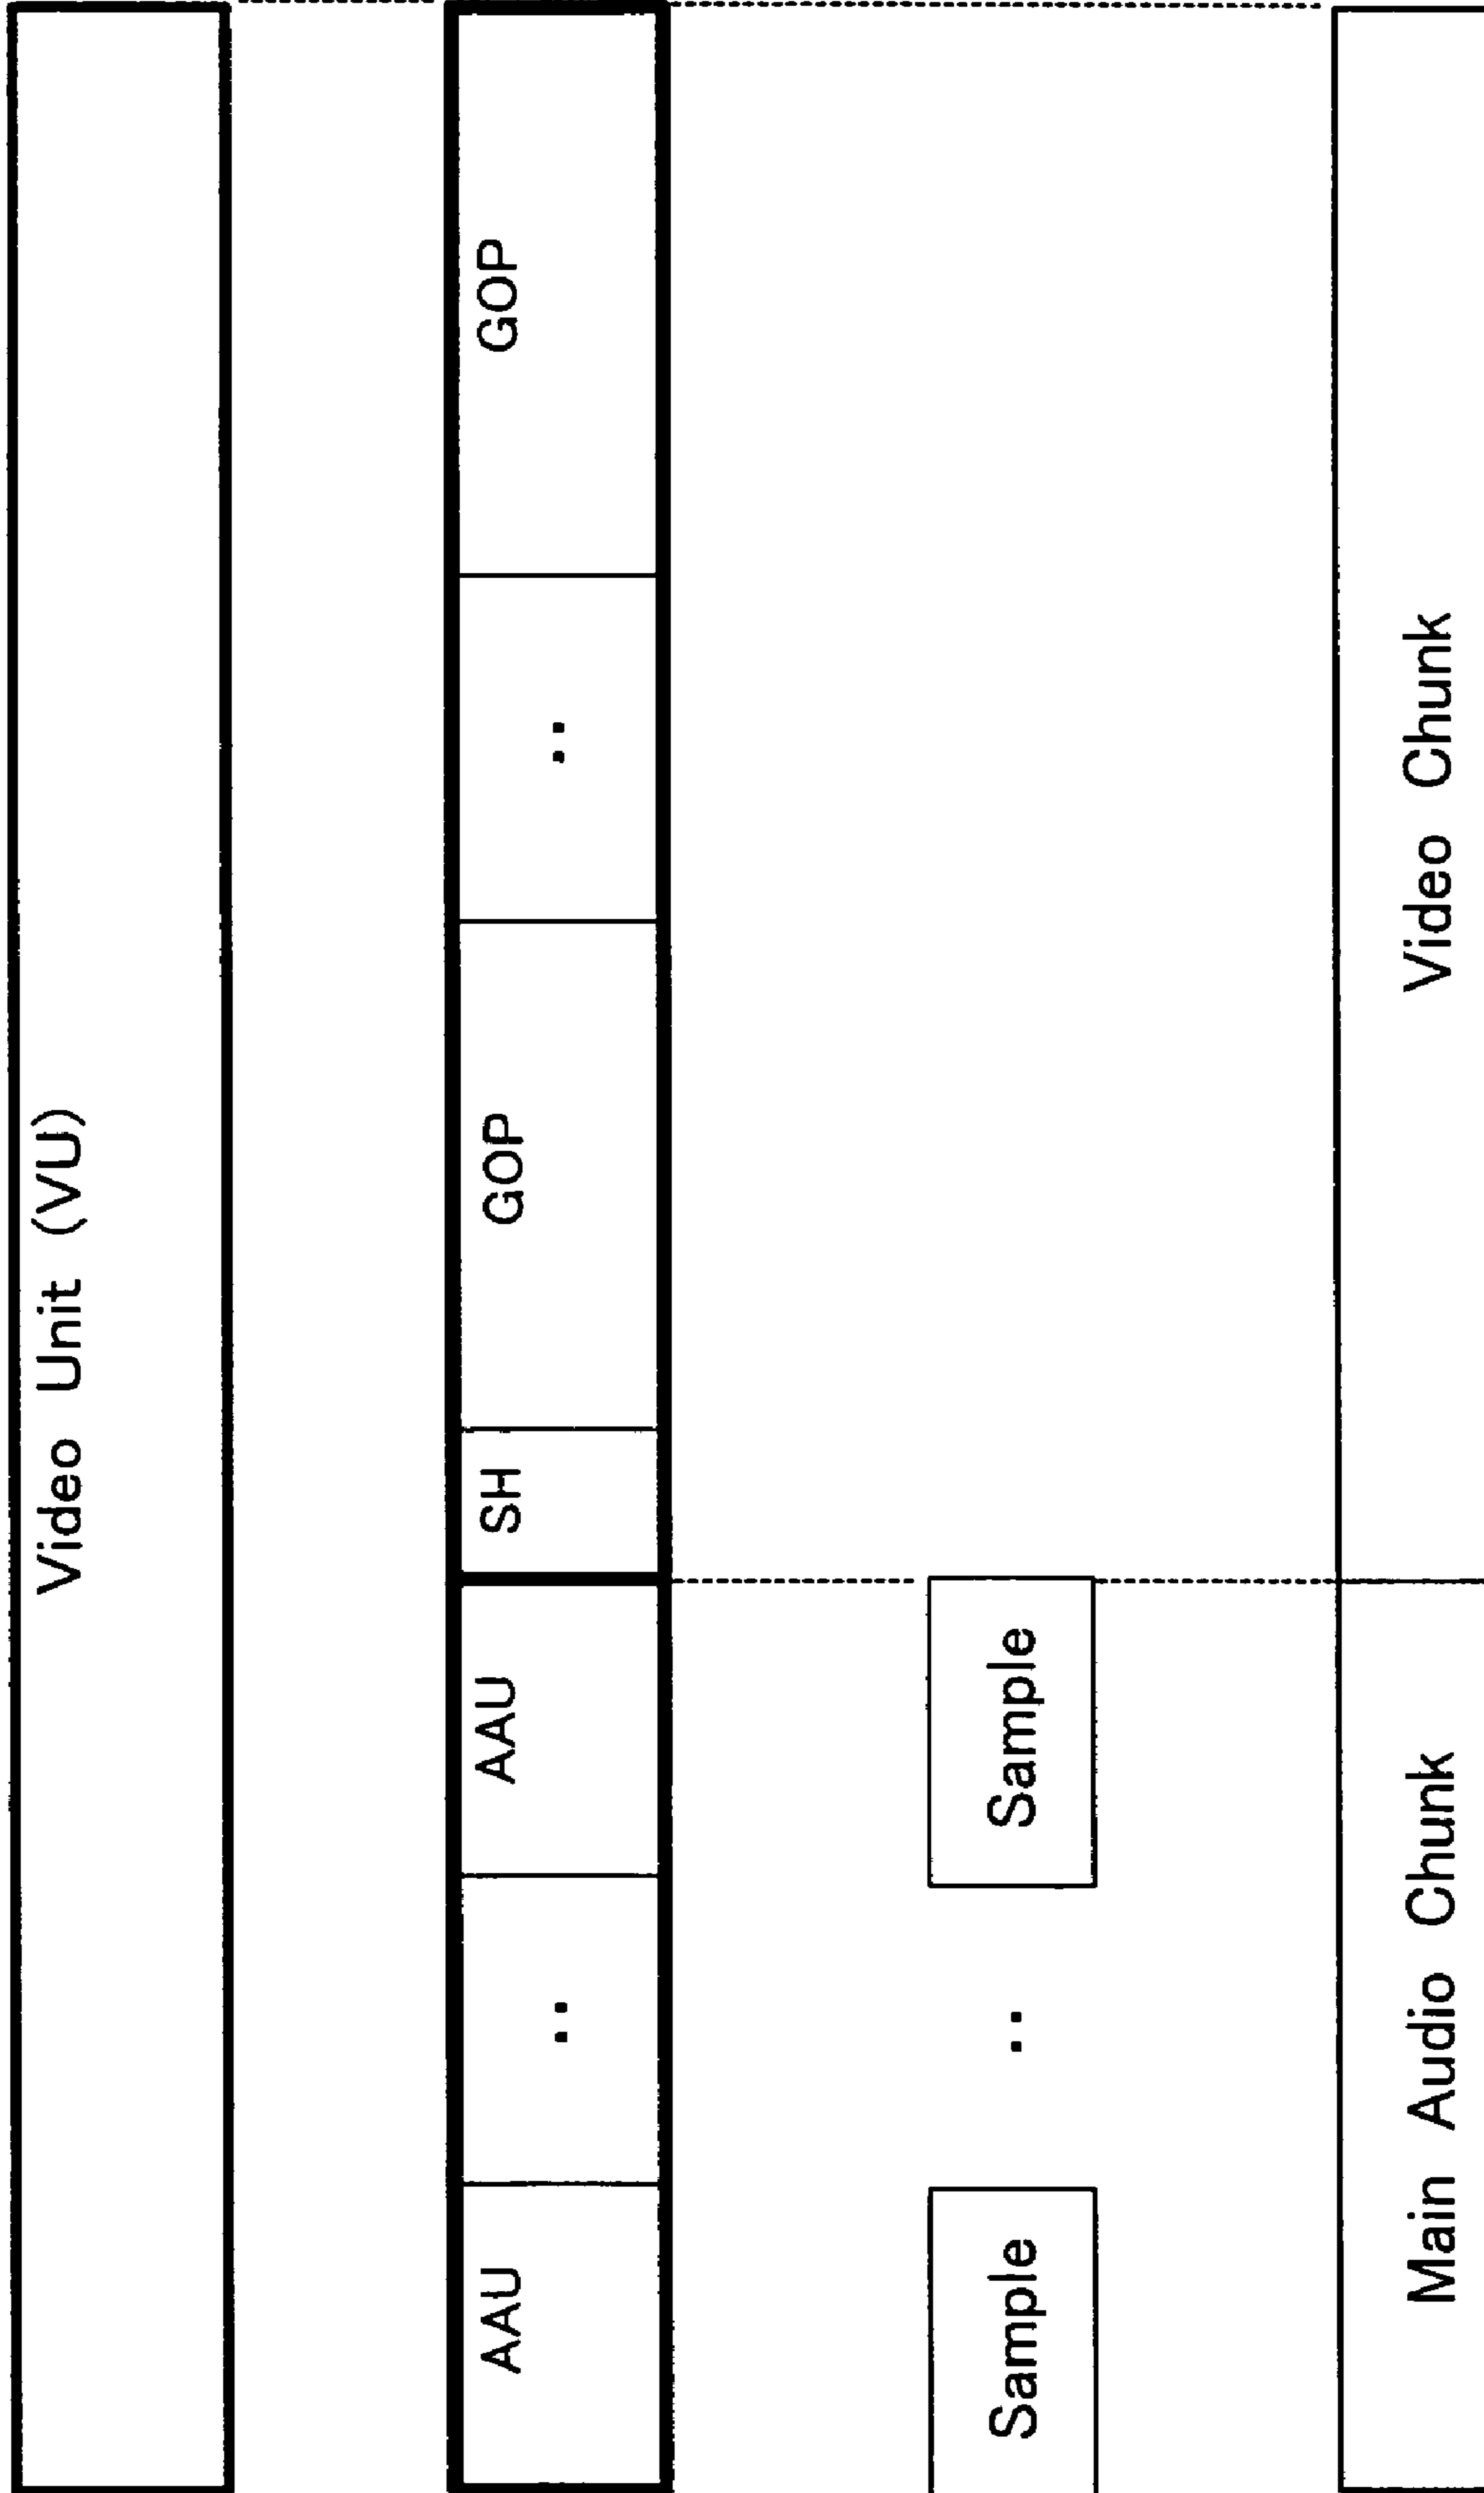 Video Unit (VU)
AAU
..
AAU
SH
GOP
..
GOP
Sample
..
Sample
Main Audio Chunk
Video Chunk